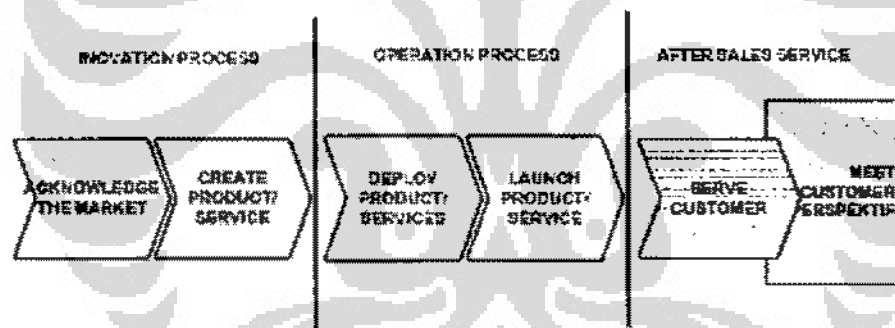 INOVATION PROCESS
OPERATION PROCESS
AFTER SALES SERVICE
ACKNOWLEDGE
THE MARKET
CREATE
PRODUCT/
SERVICE
DEPLOY
PRODUCT/
SERVICES
LAUNCH
PRODUCT/
SERVICE
SERVE
CUSTOMER
MEET
CUSTOMER
PERSPEKTIF